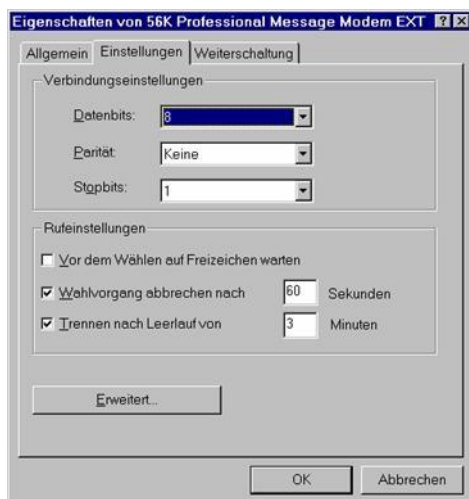 Eigenschaften von 56K Professional Message Modem EXT
Allgemein Einstellungen Weiterschaltung
Verbindungseinstellungen
Datenbits: 8
Parität: Keine
Stopbits: 1
Rufeinstellungen
Vor dem Wählen auf Freizeichen warten
Wahlvorgang abbrechen nach 60 Sekunden
Trennen nach Leerlauf von 3 Minuten
Erweitert...
OK Abbrechen